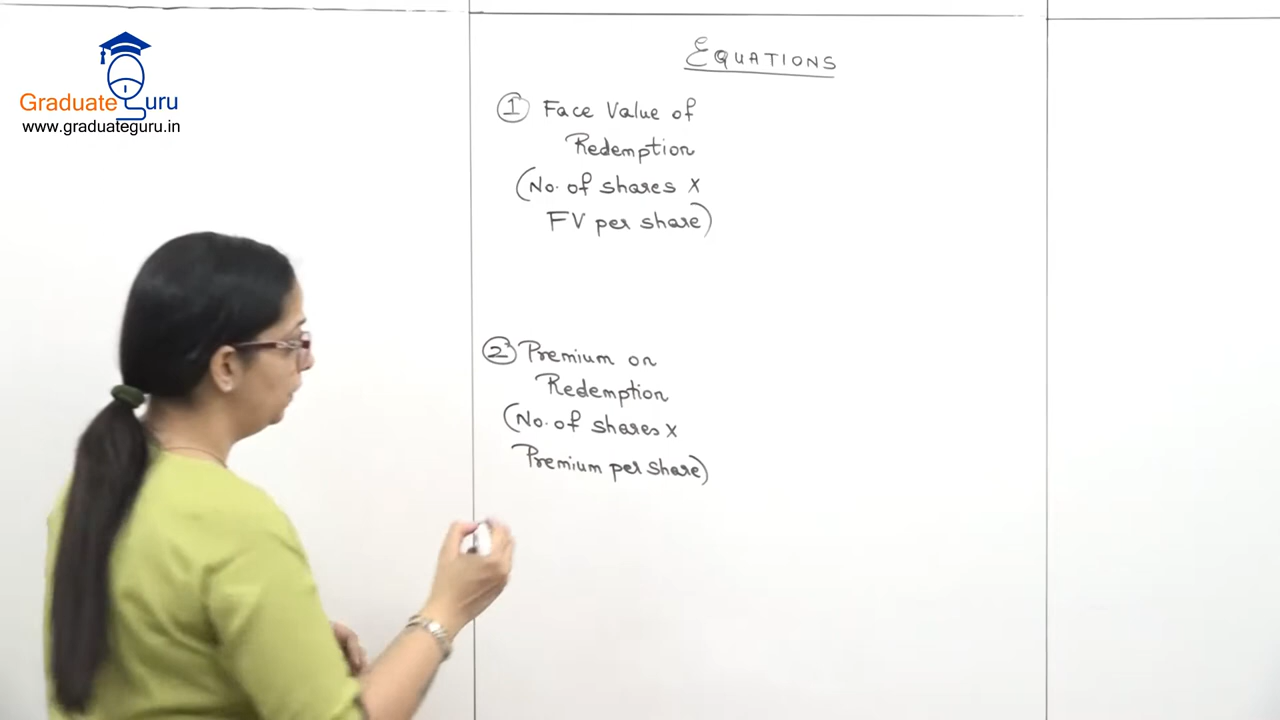 Graduate Guru
www.graduateguru.in
EQUATIONS
1 Face Value of
Redemption
(No. of shares x
FV per share)
2 Premium on
Redemption
(No. of shares x
Premium per share)